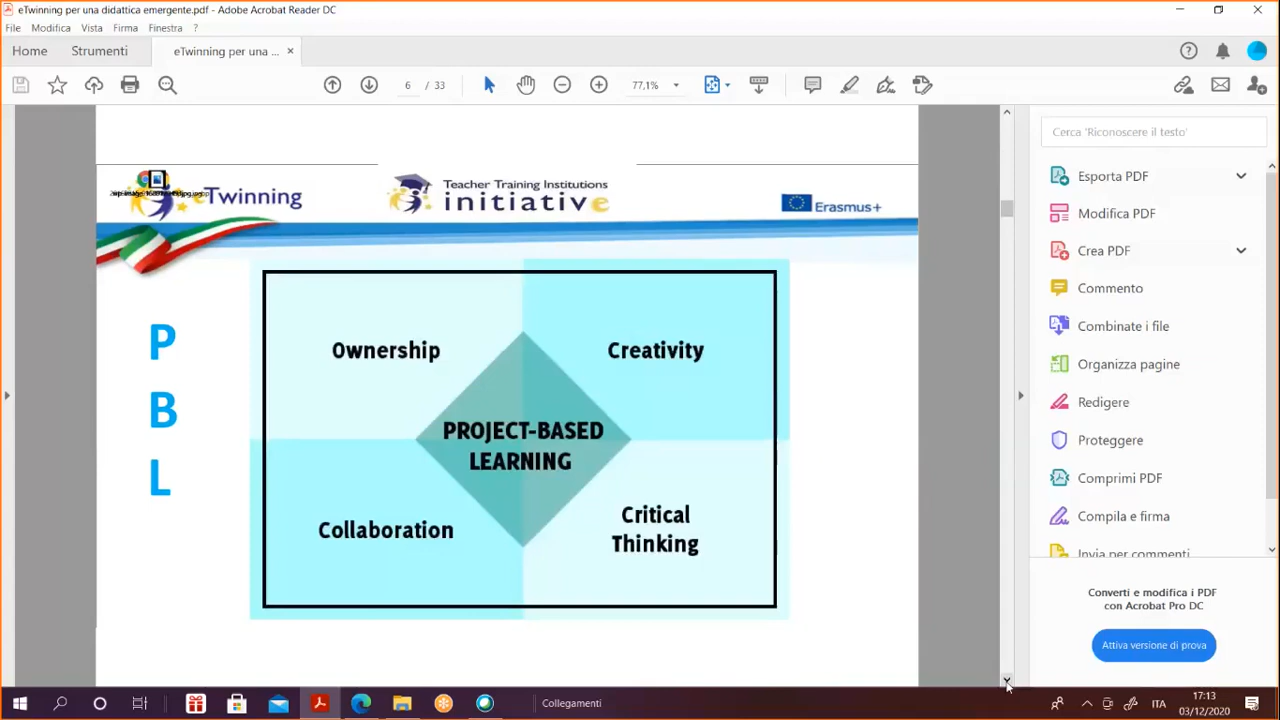 eTwinning per una didattica emergente.pdf - Adobe Acrobat Reader DC
File Modifica Vista Firma Finestra ?
Home Strumenti eTwinning per una ... ×
6 / 33 77,1%
Cerca 'Riconoscere il testo'
Esporta PDF
Modifica PDF
Crea PDF
Commento
Combinate i file
Organizza pagine
Redigere
Proteggere
Comprimi PDF
Compila e firma
Invia per commenti
Converti e modifica i PDF
con Acrobat Pro DC
Attiva versione di prova
eTwinning
Teacher Training Institutions
initiative
Erasmus+
P
B
L
Ownership
Creativity
PROJECT-BASED
LEARNING
Collaboration
Critical
Thinking
Collegamenti
ITA
17:13
03/12/2020